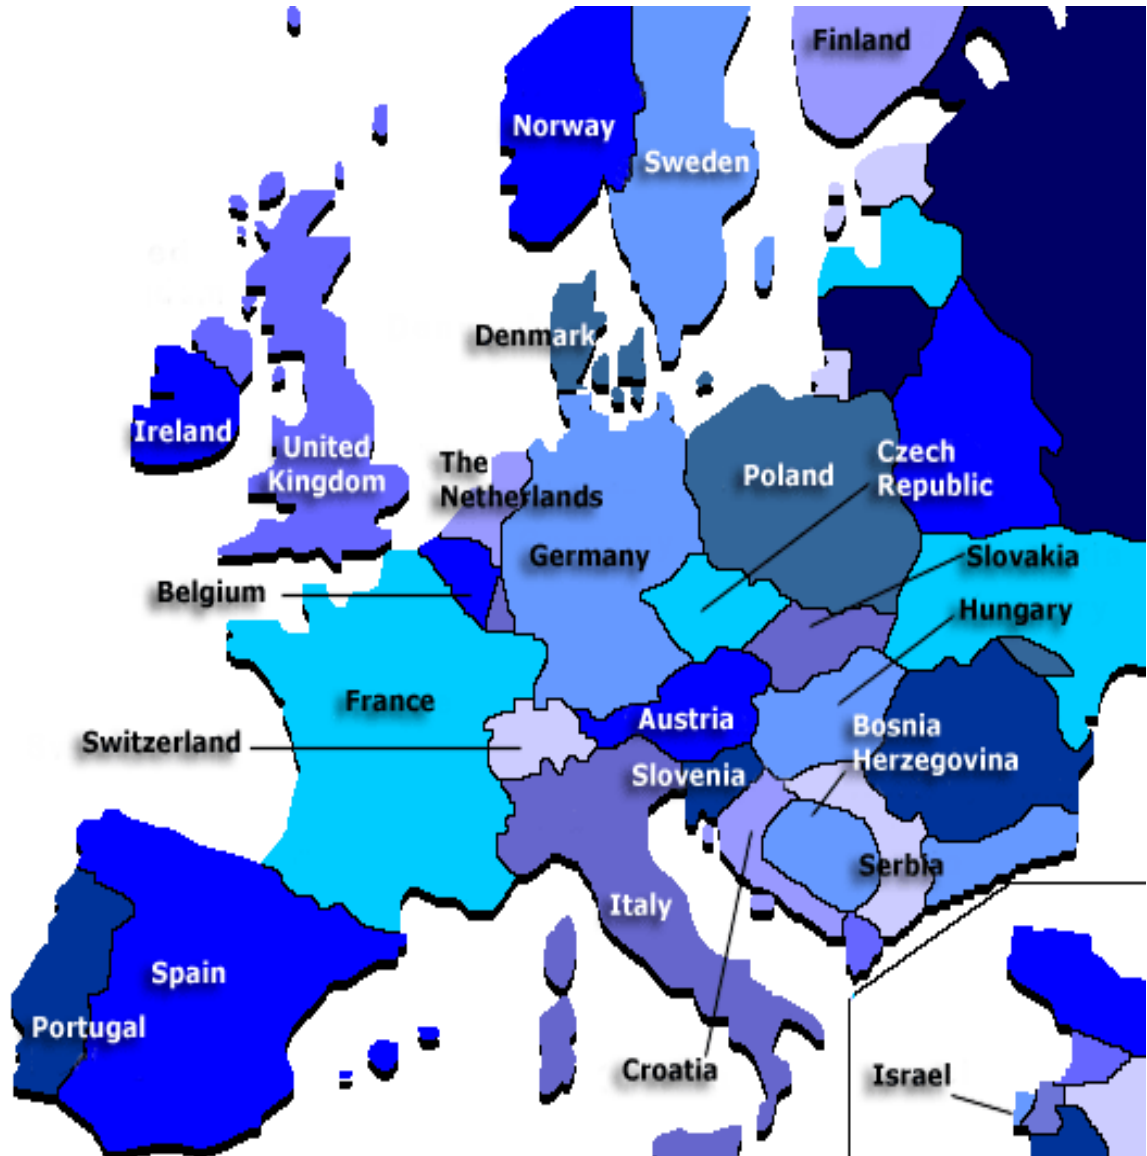 Finland
Norway
Sweden
Denmark
Ireland
United
Kingdom
The
Netherlands
Poland
Czech
Republic
Germany
Slovakia
Belgium
Hungary
France
Austria
Switzerland
Bosnia
Herzegovina
Slovenia
Serbia
Italy
Spain
Portugal
Croatia
Israel